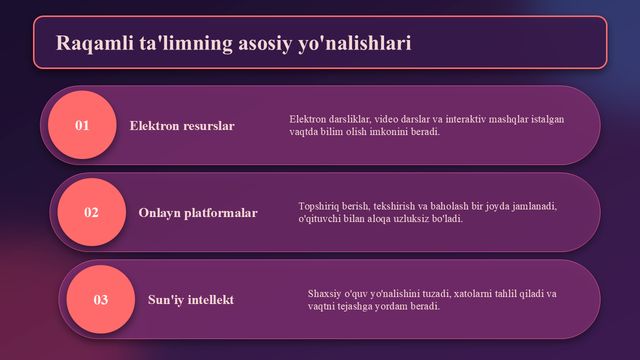 Raqamli ta'limning asosiy yo'nalishlari
01
Elektron resurslar
Elektron darsliklar, video darslar va interaktiv mashqlar istalgan
vaqtda bilim olish imkonini beradi.
02
Onlayn platformalar
Topshiriq berish, tekshirish va baholash bir joyda jamlanadi,
o'qituvchi bilan aloqa uzluksiz bo'ladi.
03
Sun'iy intellekt
Shaxsiy o'quv yo'nalishini tuzadi, xatolarni tahlil qiladi va
vaqtni tejashga yordam beradi.